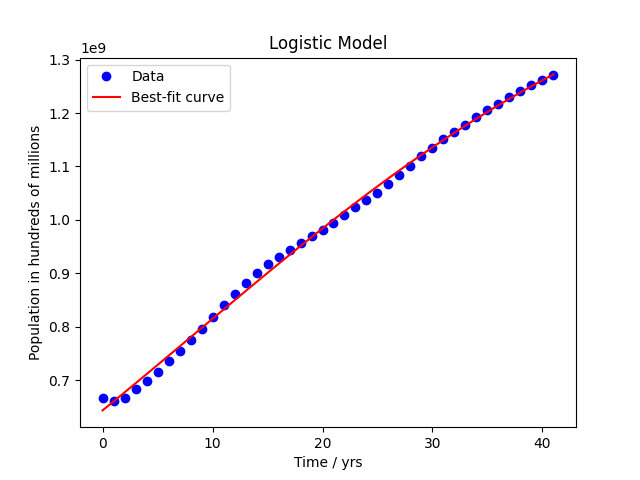 Logistic Model
1e9
Data
Best-fit curve
1.3
1.2
1.1
1.0
0.9
0.8
0.7
Population in hundreds of millions
0
10
20
30
40
Time / yrs